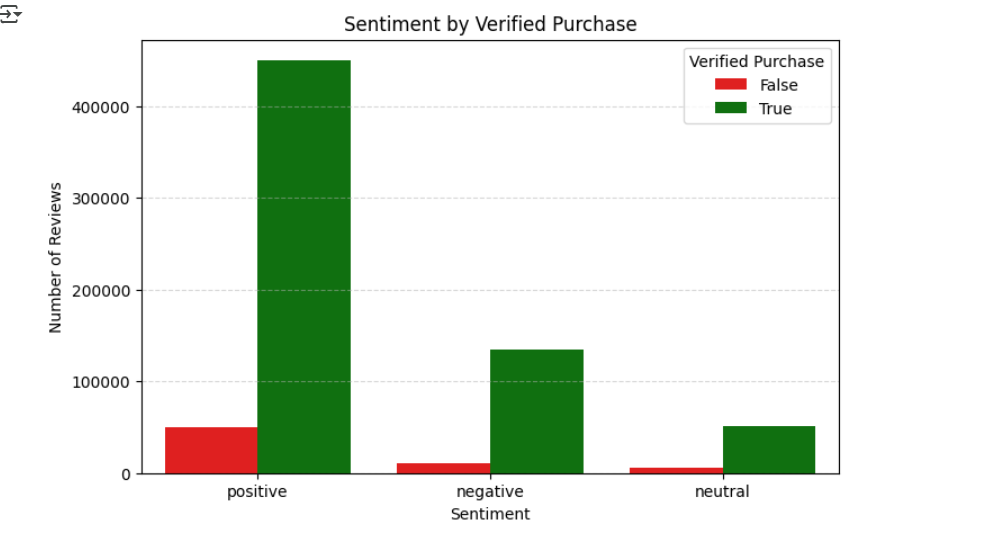 Sentiment by Verified Purchase
Verified Purchase
False
True
400000
300000
200000
100000
0
Number of Reviews
positive negative neutral
Sentiment